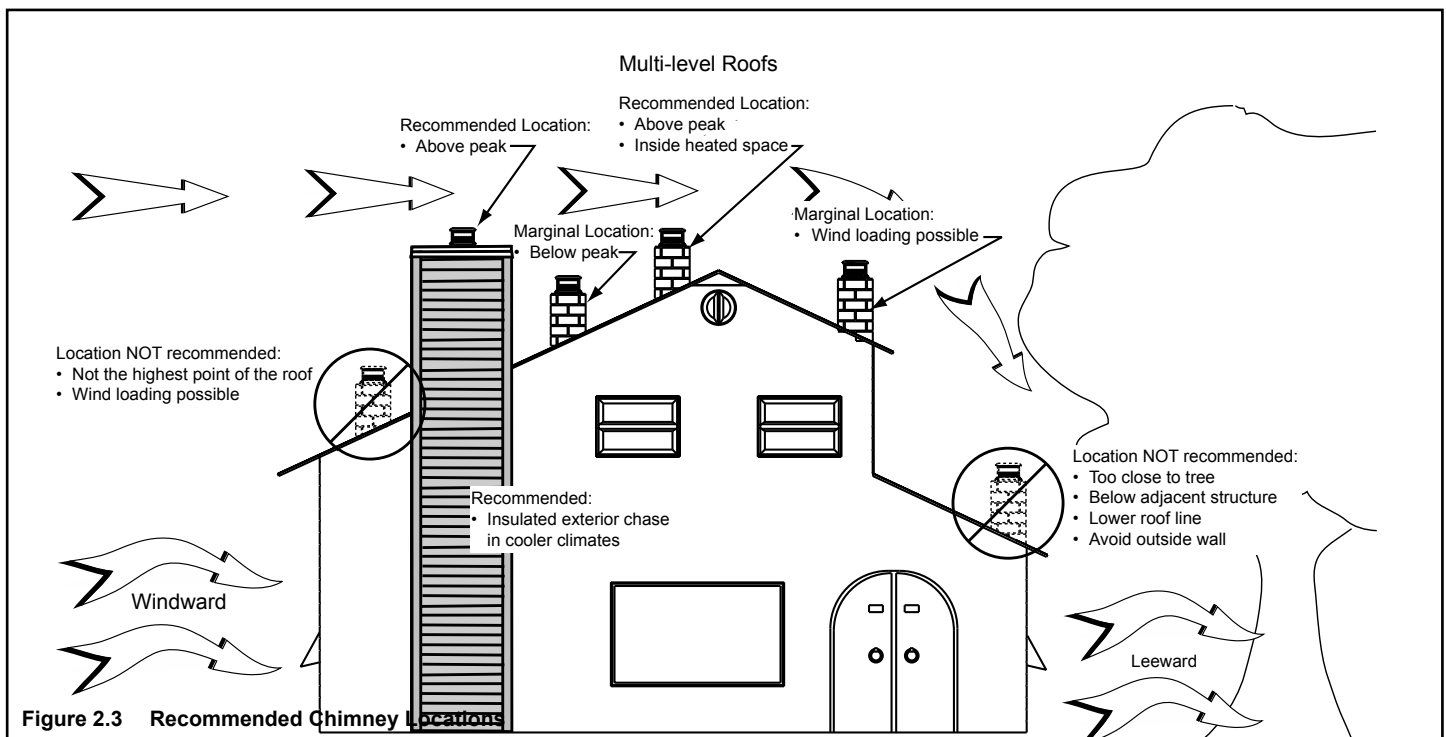 Multi-level Roofs
Recommended Location:
• Above peak
• Inside heated space
Recommended Location:
• Above peak
Marginal Location:
• Below peak
Marginal Location:
• Wind loading possible
Location NOT recommended:
• Not the highest point of the roof
• Wind loading possible
Location NOT recommended:
• Too close to tree
• Below adjacent structure
• Lower roof line
• Avoid outside wall
Recommended:
• Insulated exterior chase
in cooler climates
Windward
Leeward
Figure 2.3 Recommended Chimney Locations